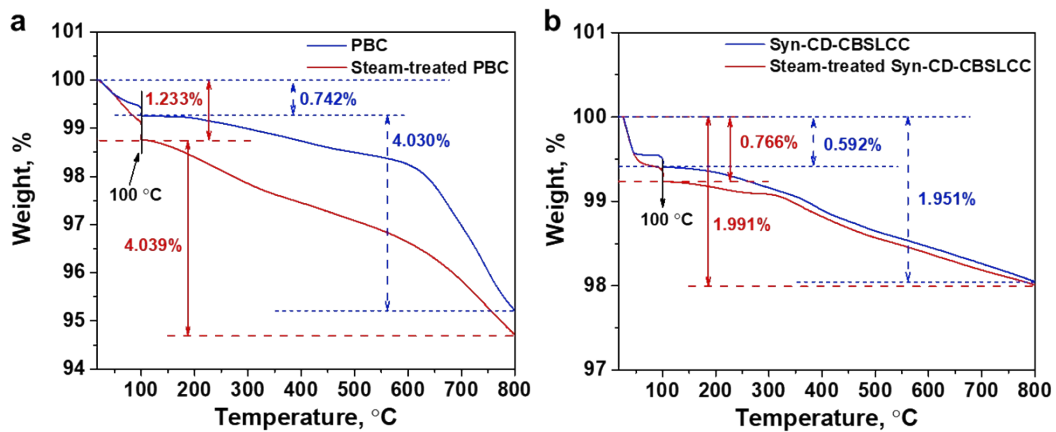 a
101
100
99
98
97
96
95
94
Weight, %
PBC
Steam-treated PBC
1.233%
0.742%
4.030%
100 °C
4.039%
0 100 200 300 400 500 600 700 800
Temperature, °C
b
101
100
99
98
97
Weight, %
Syn-CD-CBSLCC
Steam-treated Syn-CD-CBSLCC
0.766%
0.592%
100 °C
1.951%
1.991%
0 100 200 300 400 500 600 700 800
Temperature, °C